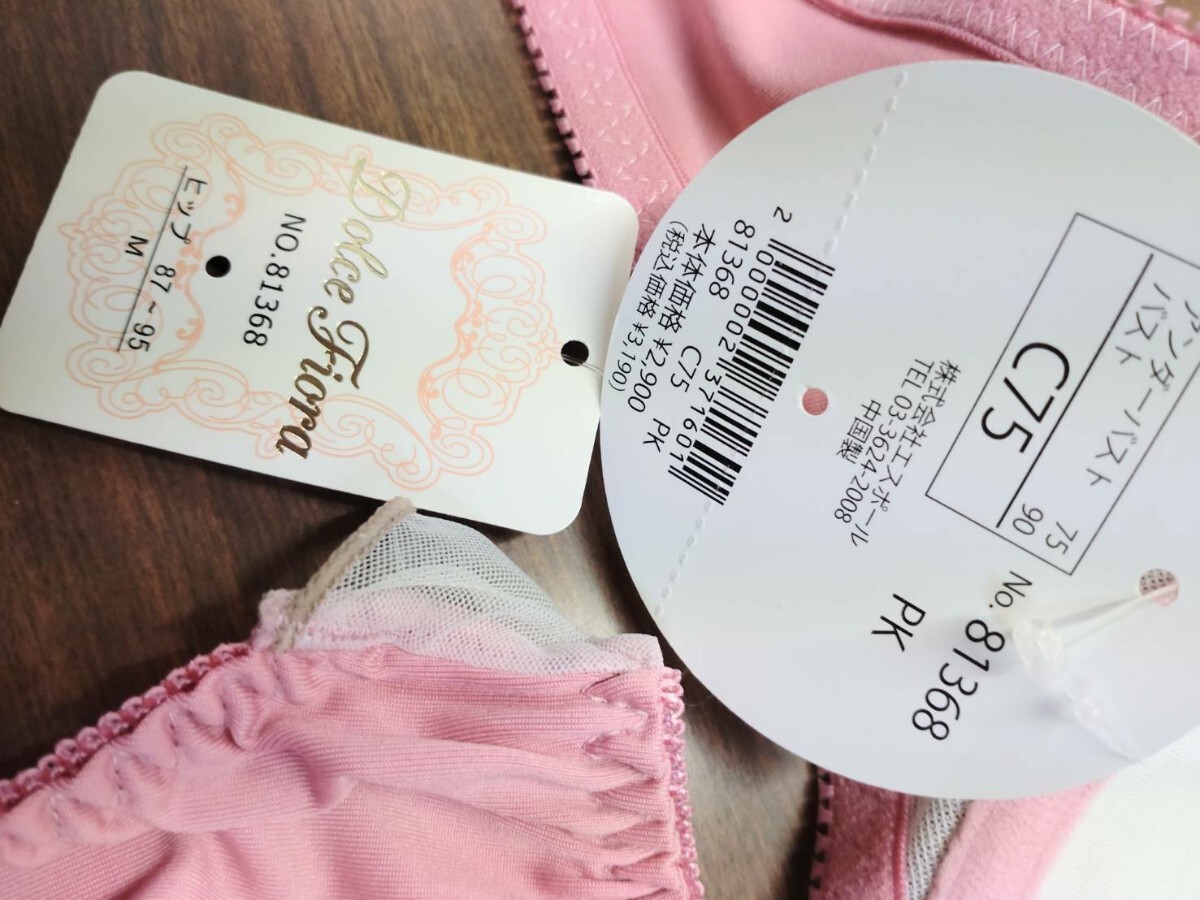 Dolce Fiora
NO.81368
ヒップ 87~95
M
アンダーバスト 75
バスト 90
C75
No.81368
PK
株式会社エスポール
TEL 03-3624-2008
中国製
2 000002 371601
81368 C75 PK
本体価格 ¥2,900
(税込価格 ¥3,190)